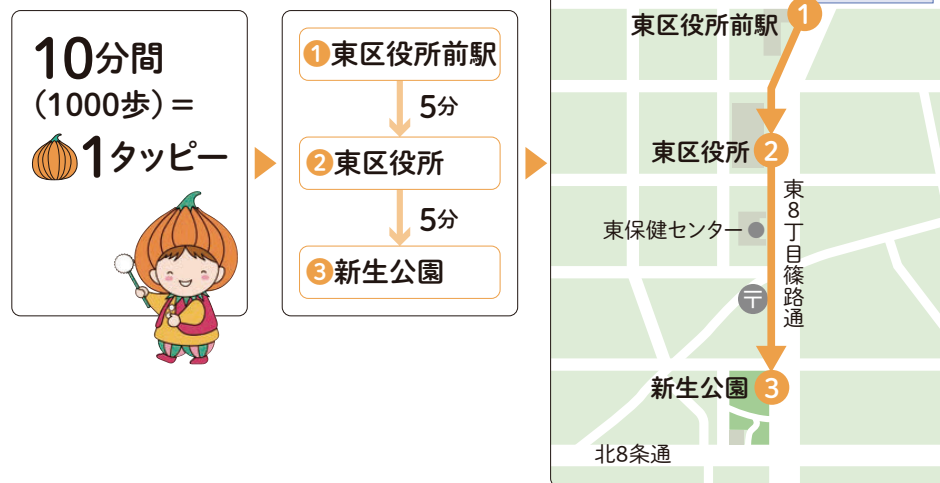 10分間
(1000歩)=
1タッピー
1東区役所前駅
5分
2東区役所
5分
3新生公園
東区役所前駅 1
東区役所 2
東保健センター
東8丁目篠路通
〒
新生公園 3
北8条通